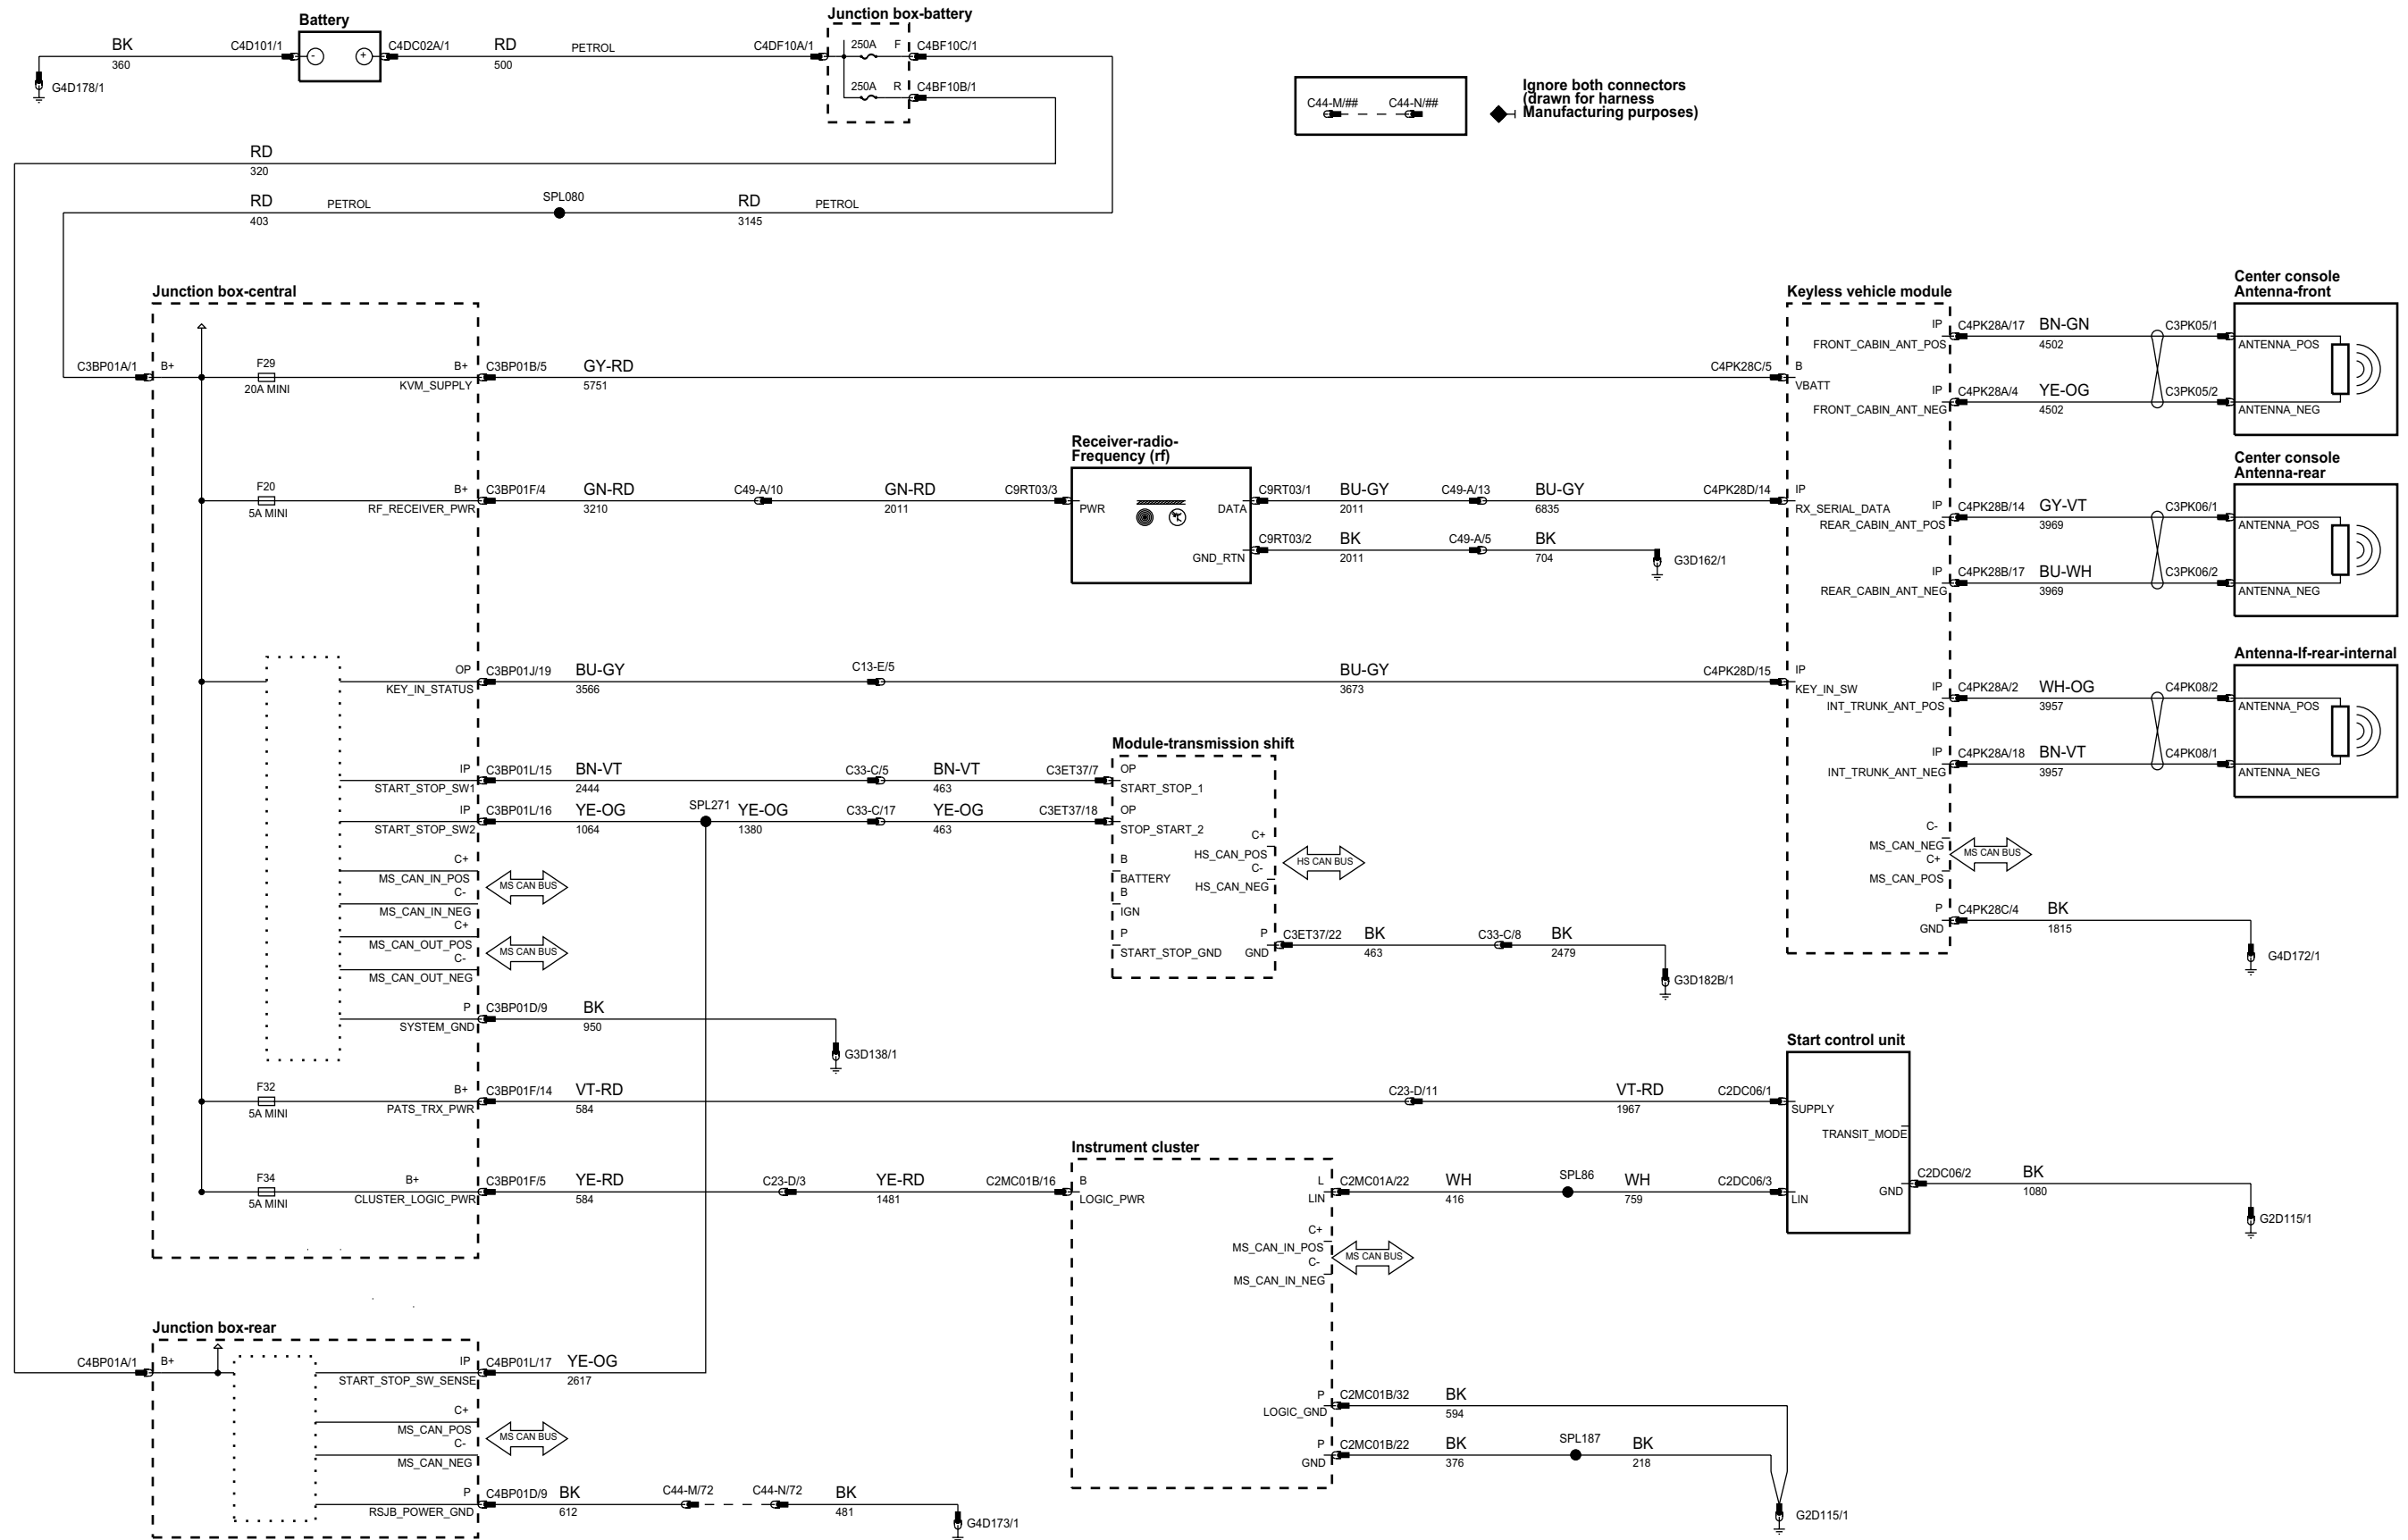 Battery
Junction box-battery
BK
360
C4D101/1
-
+
C4DC02A/1
RD
500
PETROL
C4DF10A/1
250A
F
C4BF10C/1
250A
R
C4BF10B/1
G4D178/1
C44-M/##
C44-N/##
Ignore both connectors
(drawn for harness
Manufacturing purposes)
RD
320
RD
403
PETROL
SPL080
RD
3145
PETROL
Junction box-central
C3BP01A/1
B+
F29
20A MINI
B+
KVM_SUPPLY
C3BP01B/5
GY-RD
5751
C4PK28C/5
F20
5A MINI
B+
RF_RECEIVER_PWR
C3BP01F/4
GN-RD
3210
C49-A/10
GN-RD
2011
C9RT03/3
Receiver-radio-
Frequency (rf)
PWR
DATA
GND_RTN
C9RT03/1
BU-GY
2011
C49-A/13
BU-GY
6835
C4PK28D/14
C9RT03/2
BK
2011
C49-A/5
BK
704
G3D162/1
OP
KEY_IN_STATUS
C3BP01J/19
BU-GY
3566
C13-E/5
BU-GY
3673
C4PK28D/15
IP
START_STOP_SW1
C3BP01L/15
BN-VT
2444
C33-C/5
BN-VT
463
C3ET37/7
IP
START_STOP_SW2
C3BP01L/16
YE-OG
1064
SPL271
YE-OG
1380
C33-C/17
YE-OG
463
C3ET37/18
C+
MS_CAN_IN_POS
C-
MS_CAN_IN_NEG
MS CAN BUS
C+
MS_CAN_OUT_POS
C-
MS_CAN_OUT_NEG
MS CAN BUS
P
SYSTEM_GND
C3BP01D/9
BK
950
G3D138/1
F32
5A MINI
B+
PATS_TRX_PWR
C3BP01F/14
VT-RD
584
C23-D/11
VT-RD
1967
C2DC06/1
F34
5A MINI
B+
CLUSTER_LOGIC_PWR
C3BP01F/5
YE-RD
584
C23-D/3
YE-RD
1481
C2MC01B/16
Module-transmission shift
OP
START_STOP_1
OP
STOP_START_2
B
BATTERY
B
IGN
P
START_STOP_GND
C+
HS_CAN_POS
C-
HS_CAN_NEG
HS CAN BUS
P
GND
C3ET37/22
BK
463
C33-C/8
BK
2479
G3D182B/1
Keyless vehicle module
B
VBATT
IP
RX_SERIAL_DATA
IP
KEY_IN_SW
IP
FRONT_CABIN_ANT_POS
C4PK28A/17
BN-GN
4502
C3PK05/1
IP
FRONT_CABIN_ANT_NEG
C4PK28A/4
YE-OG
4502
C3PK05/2
Center console
Antenna-front
ANTENNA_POS
ANTENNA_NEG
IP
REAR_CABIN_ANT_POS
C4PK28B/14
GY-VT
3969
C3PK06/1
IP
REAR_CABIN_ANT_NEG
C4PK28B/17
BU-WH
3969
C3PK06/2
Center console
Antenna-rear
ANTENNA_POS
ANTENNA_NEG
IP
INT_TRUNK_ANT_POS
C4PK28A/2
WH-OG
3957
C4PK08/2
IP
INT_TRUNK_ANT_NEG
C4PK28A/18
BN-VT
3957
C4PK08/1
Antenna-lf-rear-internal
ANTENNA_POS
ANTENNA_NEG
C-
MS_CAN_NEG
C+
MS_CAN_POS
MS CAN BUS
P
GND
C4PK28C/4
BK
1815
G4D172/1
Start control unit
SUPPLY
TRANSIT_MODE
LIN
GND
C2DC06/2
BK
1080
G2D115/1
Instrument cluster
B
LOGIC_PWR
L
LIN
C2MC01A/22
WH
416
SPL86
WH
759
C2DC06/3
C+
MS_CAN_IN_POS
C-
MS_CAN_IN_NEG
MS CAN BUS
P
LOGIC_GND
C2MC01B/32
BK
594
P
GND
C2MC01B/22
BK
376
SPL187
BK
218
G2D115/1
Junction box-rear
C4BP01A/1
B+
IP
START_STOP_SW_SENSE
C4BP01L/17
YE-OG
2617
C+
MS_CAN_POS
C-
MS_CAN_NEG
MS CAN BUS
P
RSJB_POWER_GND
C4BP01D/9
BK
612
C44-M/72
C44-N/72
BK
481
G4D173/1